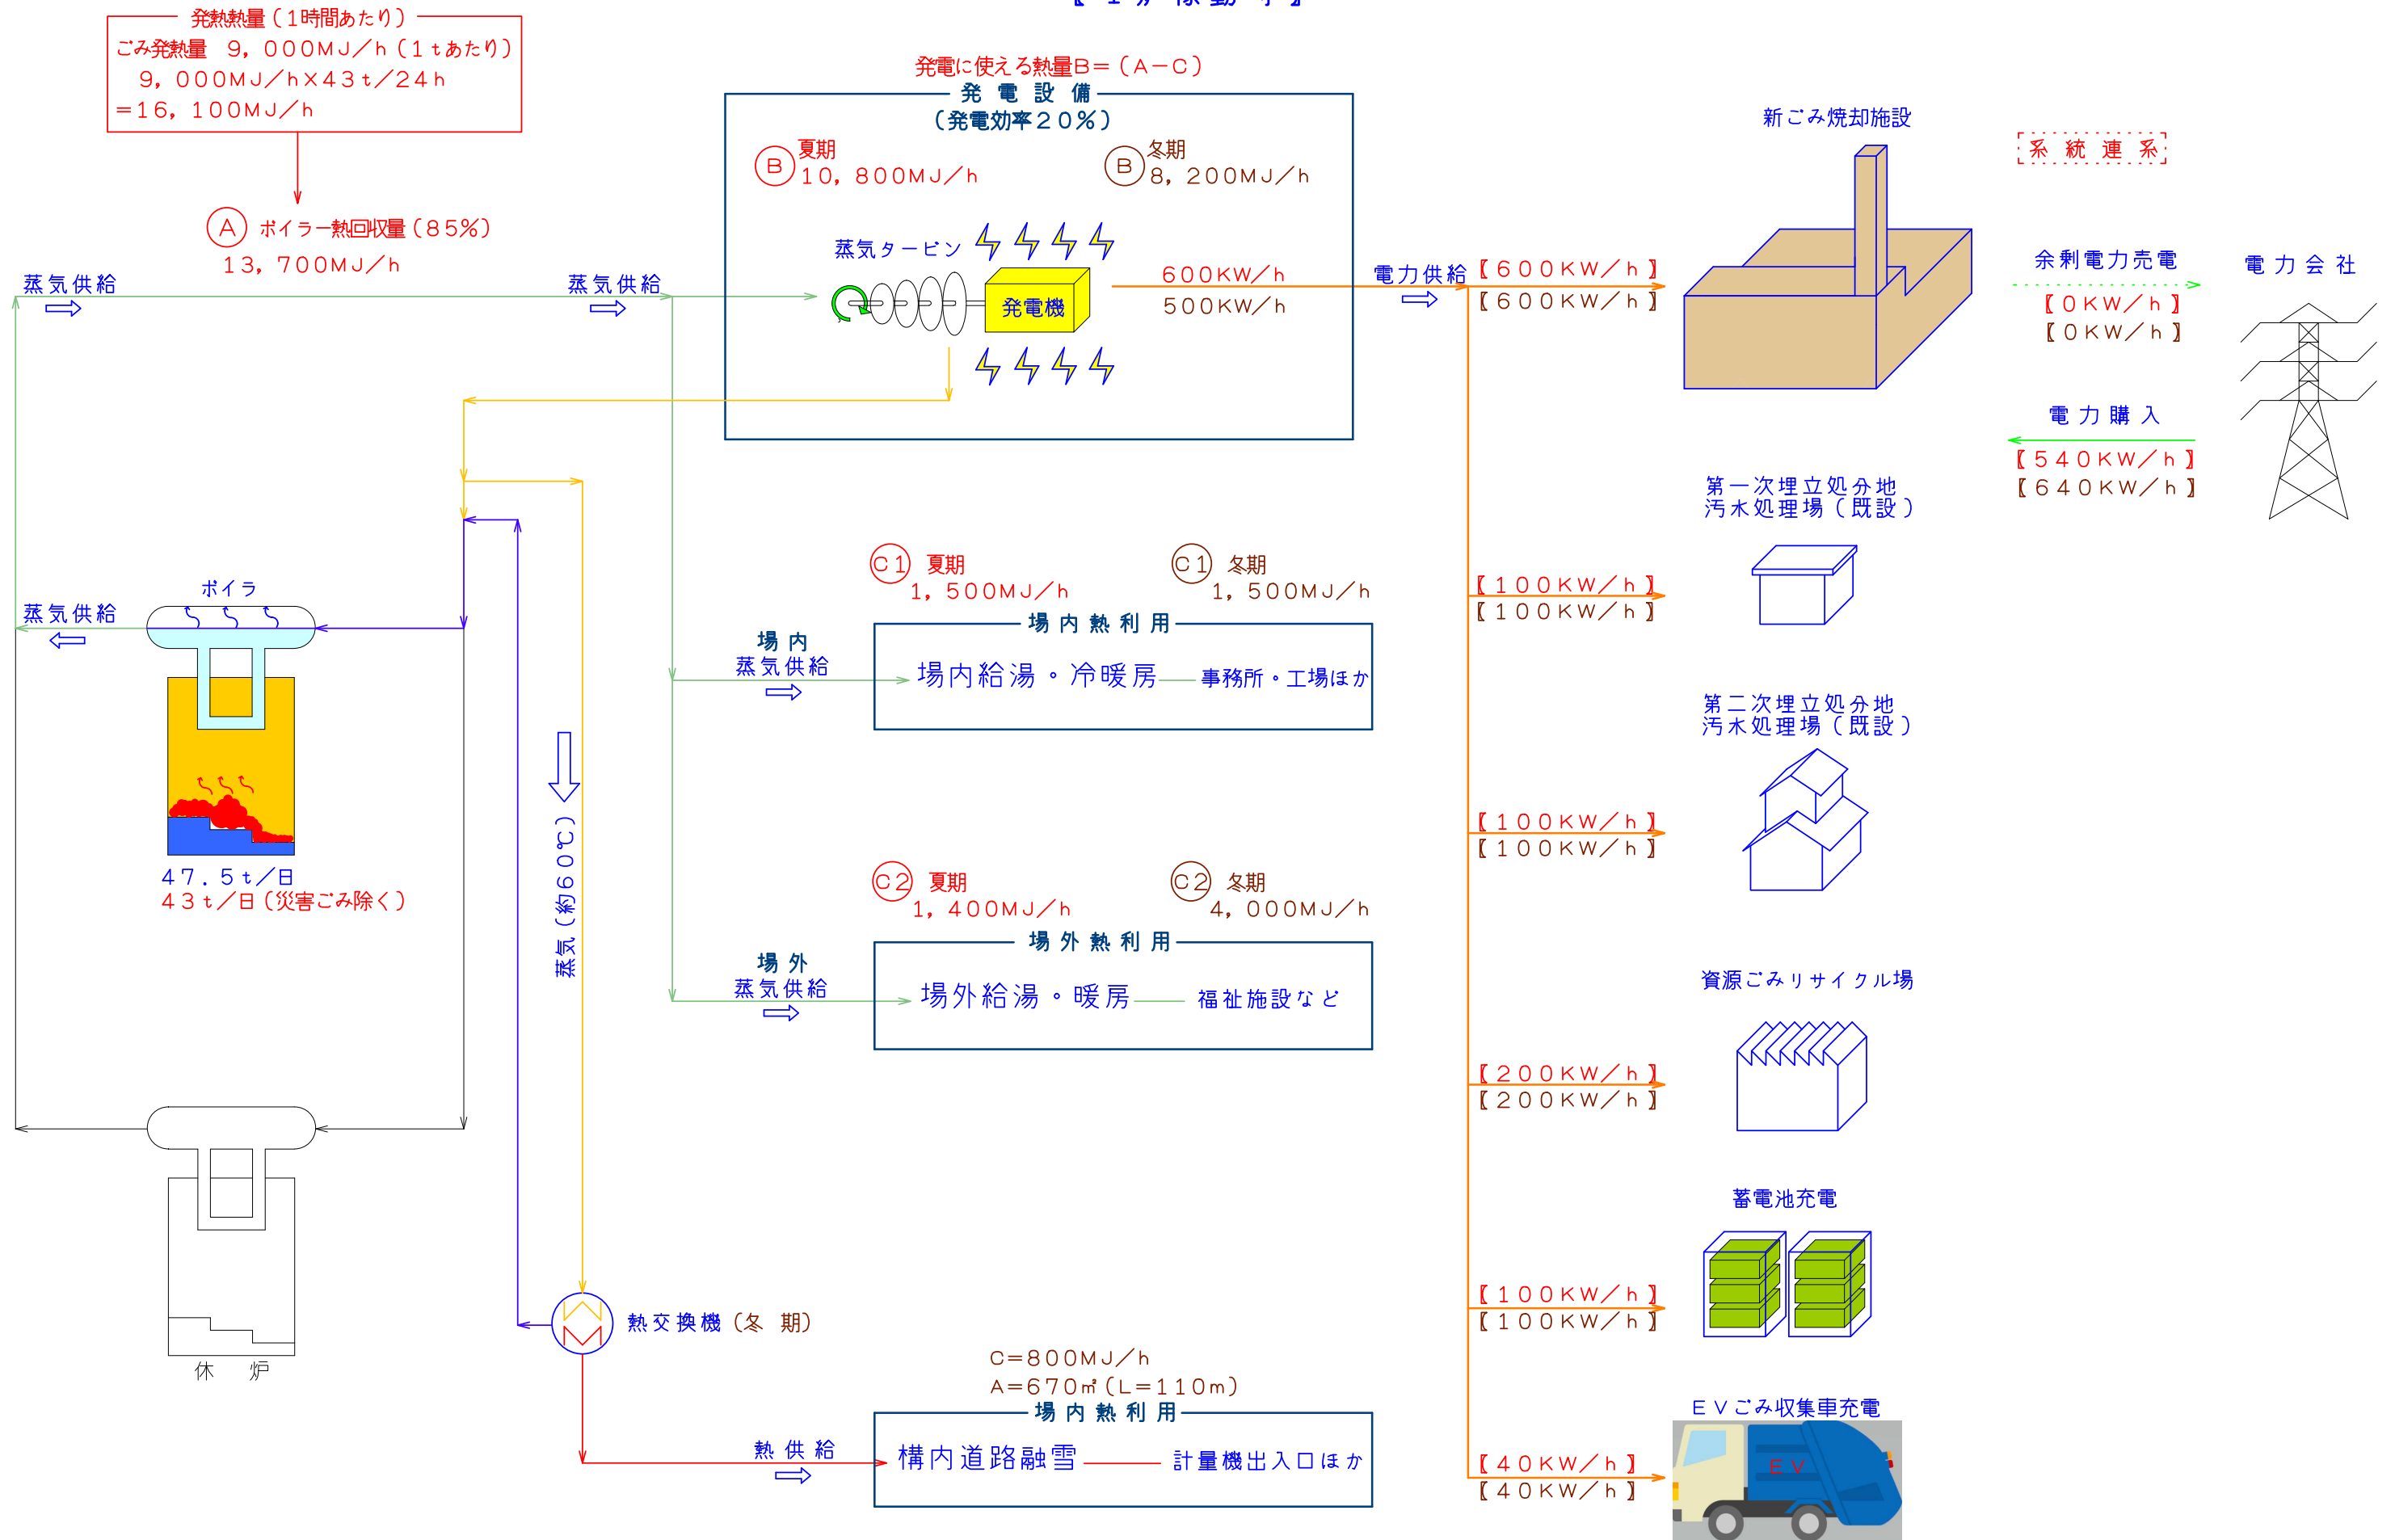 【１炉稼動時】
発熱熱量（１時間あたり）
ごみ発熱量　９，０００ＭＪ／ｈ（１ｔあたり）
９，０００ＭＪ／ｈ×４３ｔ／２４ｈ
＝１６，１００ＭＪ／ｈ
Ａ　ボイラー熱回収量（８５％）
１３，７００ＭＪ／ｈ
蒸気供給
蒸気供給
発電に使える熱量Ｂ＝（Ａ－Ｃ）
発電設備
（発電効率２０％）
Ｂ　夏期
１０，８００ＭＪ／ｈ
Ｂ　冬期
８，２００ＭＪ／ｈ
蒸気タービン
発電機
６００ＫＷ／ｈ
５００ＫＷ／ｈ
電力供給
【６００ＫＷ／ｈ】
【６００ＫＷ／ｈ】
新ごみ焼却施設
系統連系
余剰電力売電
【０ＫＷ／ｈ】
【０ＫＷ／ｈ】
電力会社
電力購入
【５４０ＫＷ／ｈ】
【６４０ＫＷ／ｈ】
第一次埋立処分地
汚水処理場（既設）
【１００ＫＷ／ｈ】
【１００ＫＷ／ｈ】
ボイラ
蒸気供給
４７．５ｔ／日
４３ｔ／日（災害ごみ除く）
Ｃ１　夏期
１，５００ＭＪ／ｈ
Ｃ１　冬期
１，５００ＭＪ／ｈ
場内熱利用
場内
蒸気供給
場内給湯・冷暖房
事務所・工場ほか
第二次埋立処分地
汚水処理場（既設）
【１００ＫＷ／ｈ】
【１００ＫＷ／ｈ】
蒸気（約６０℃）
Ｃ２　夏期
１，４００ＭＪ／ｈ
Ｃ２　冬期
４，０００ＭＪ／ｈ
場外熱利用
場外
蒸気供給
場外給湯・暖房
福祉施設など
資源ごみリサイクル場
【２００ＫＷ／ｈ】
【２００ＫＷ／ｈ】
蓄電池充電
【１００ＫＷ／ｈ】
【１００ＫＷ／ｈ】
休　炉
熱交換機（冬　期）
Ｃ＝８００ＭＪ／ｈ
Ａ＝６７０㎡（Ｌ＝１１０ｍ）
場内熱利用
熱供給
構内道路融雪
計量機出入口ほか
ＥＶごみ収集車充電
ＥＶ
【４０ＫＷ／ｈ】
【４０ＫＷ／ｈ】